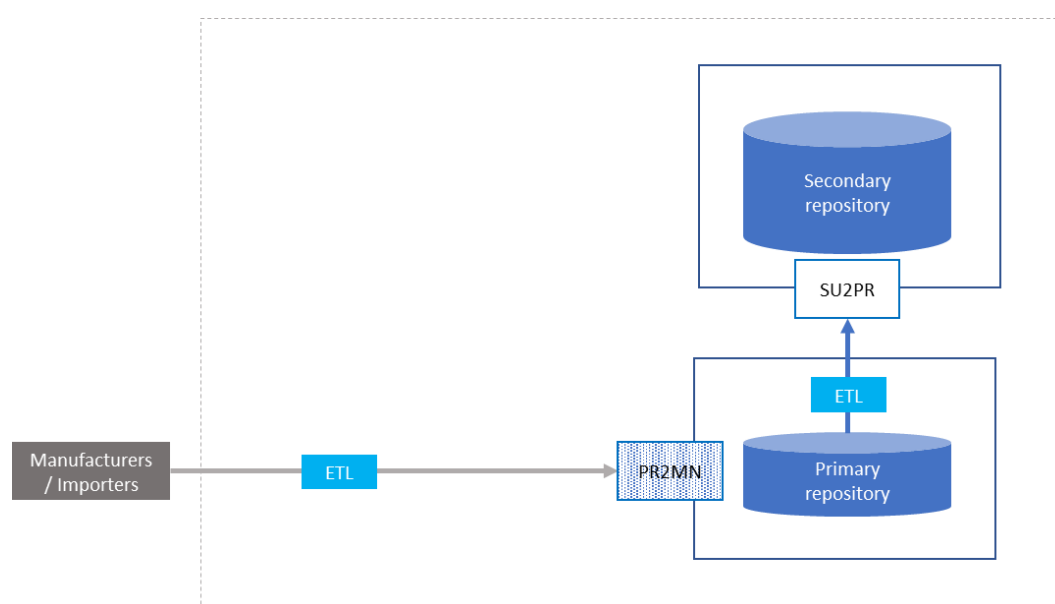 Secondary
repository
SU2PR
ETL
Manufacturers
/ Importers
ETL
PR2MN
Primary
repository